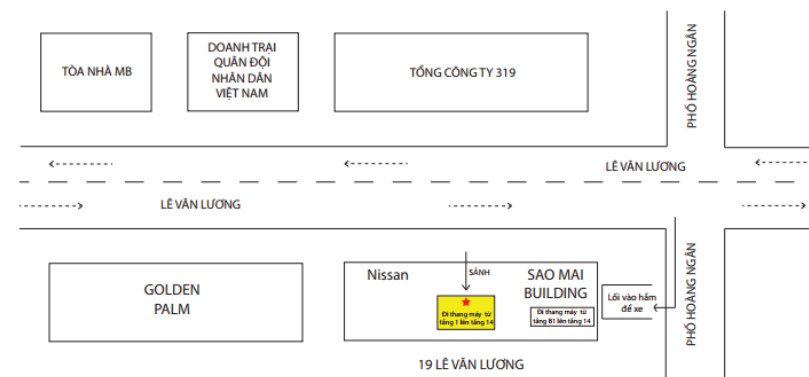 TÒA NHÀ MB
DOANH TRẠI
QUÂN ĐỘI
NHÂN DÂN
VIỆT NAM
TỔNG CÔNG TY 319
PHỐ HOÀNG NGÂN
LÊ VĂN LƯƠNG
LÊ VĂN LƯƠNG
GOLDEN
PALM
Nissan
SẢNH
SAO MAI
BUILDING
Đi thang máy từ
tầng 1 lên tầng 14
Đi thang máy từ
tầng B1 lên tầng 14
Lối vào hầm
để xe
PHỐ HOÀNG NGÂN
19 LÊ VĂN LƯƠNG